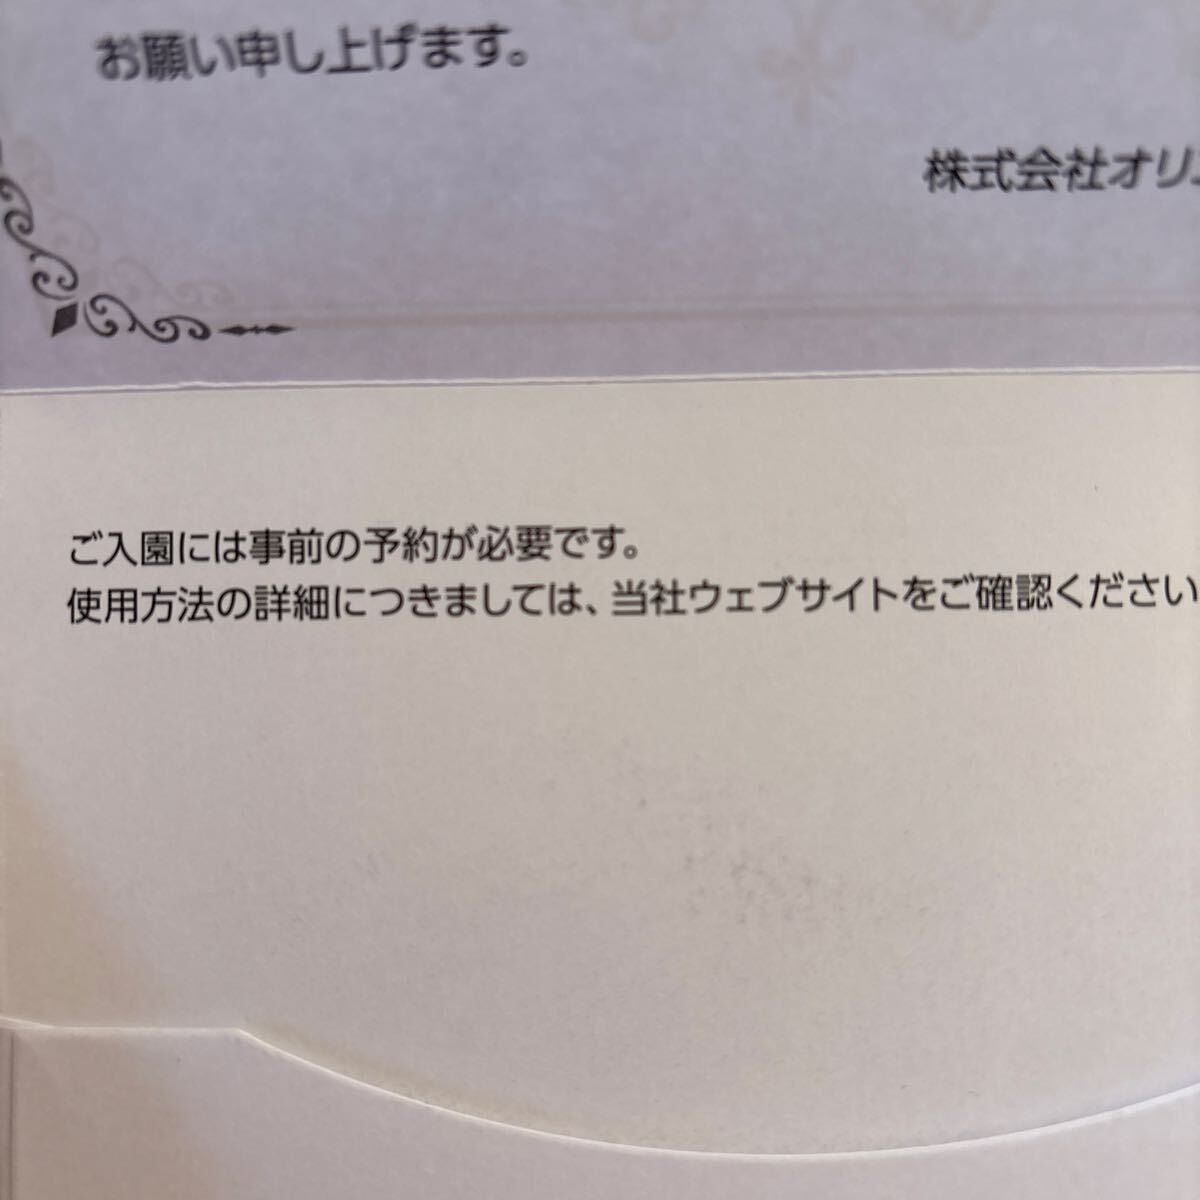 お願い申し上げます。
株式会社オリエ
ご入園には事前の予約が必要です。
使用方法の詳細につきましては、当社ウェブサイトをご確認ください